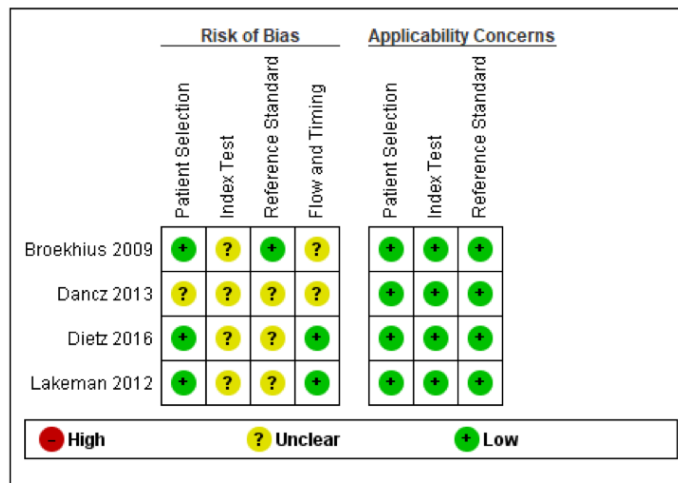 Risk of Bias Applicability Concerns
Patient Selection
Index Test
Reference Standard
Flow and Timing
Patient Selection
Index Test
Reference Standard
Broekhius 2009 + ? + ? + + +
Dancz 2013 ? ? ? ? + + +
Dietz 2016 + ? ? + + + +
Lakeman 2012 + ? ? + + + +
- High ? Unclear + Low